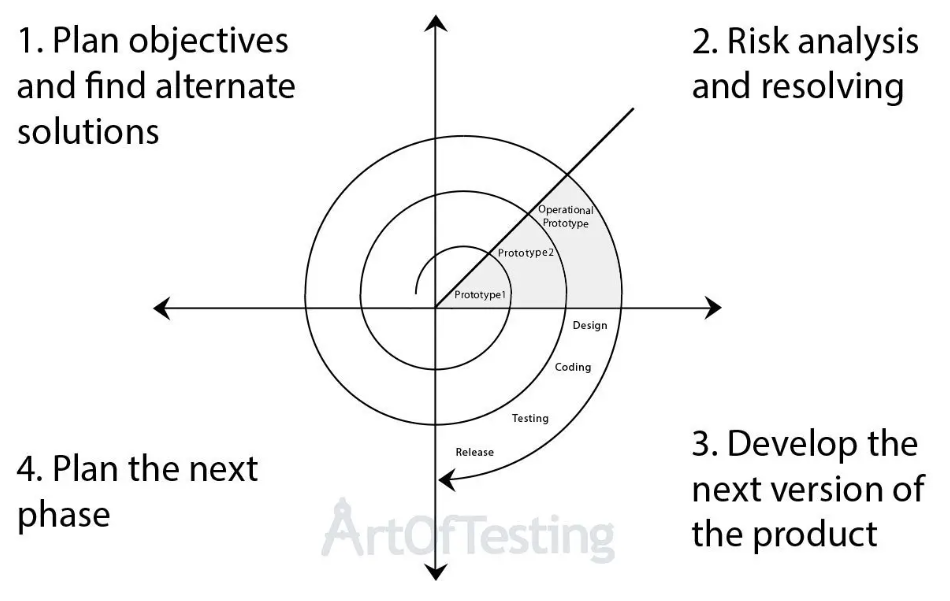 1. Plan objectives
and find alternate
solutions
2. Risk analysis
and resolving
Operational
Prototype
Prototype2
Prototype1
Design
Coding
Testing
Release
4. Plan the next
phase
3. Develop the
next version of
the product
ArtOfTesting